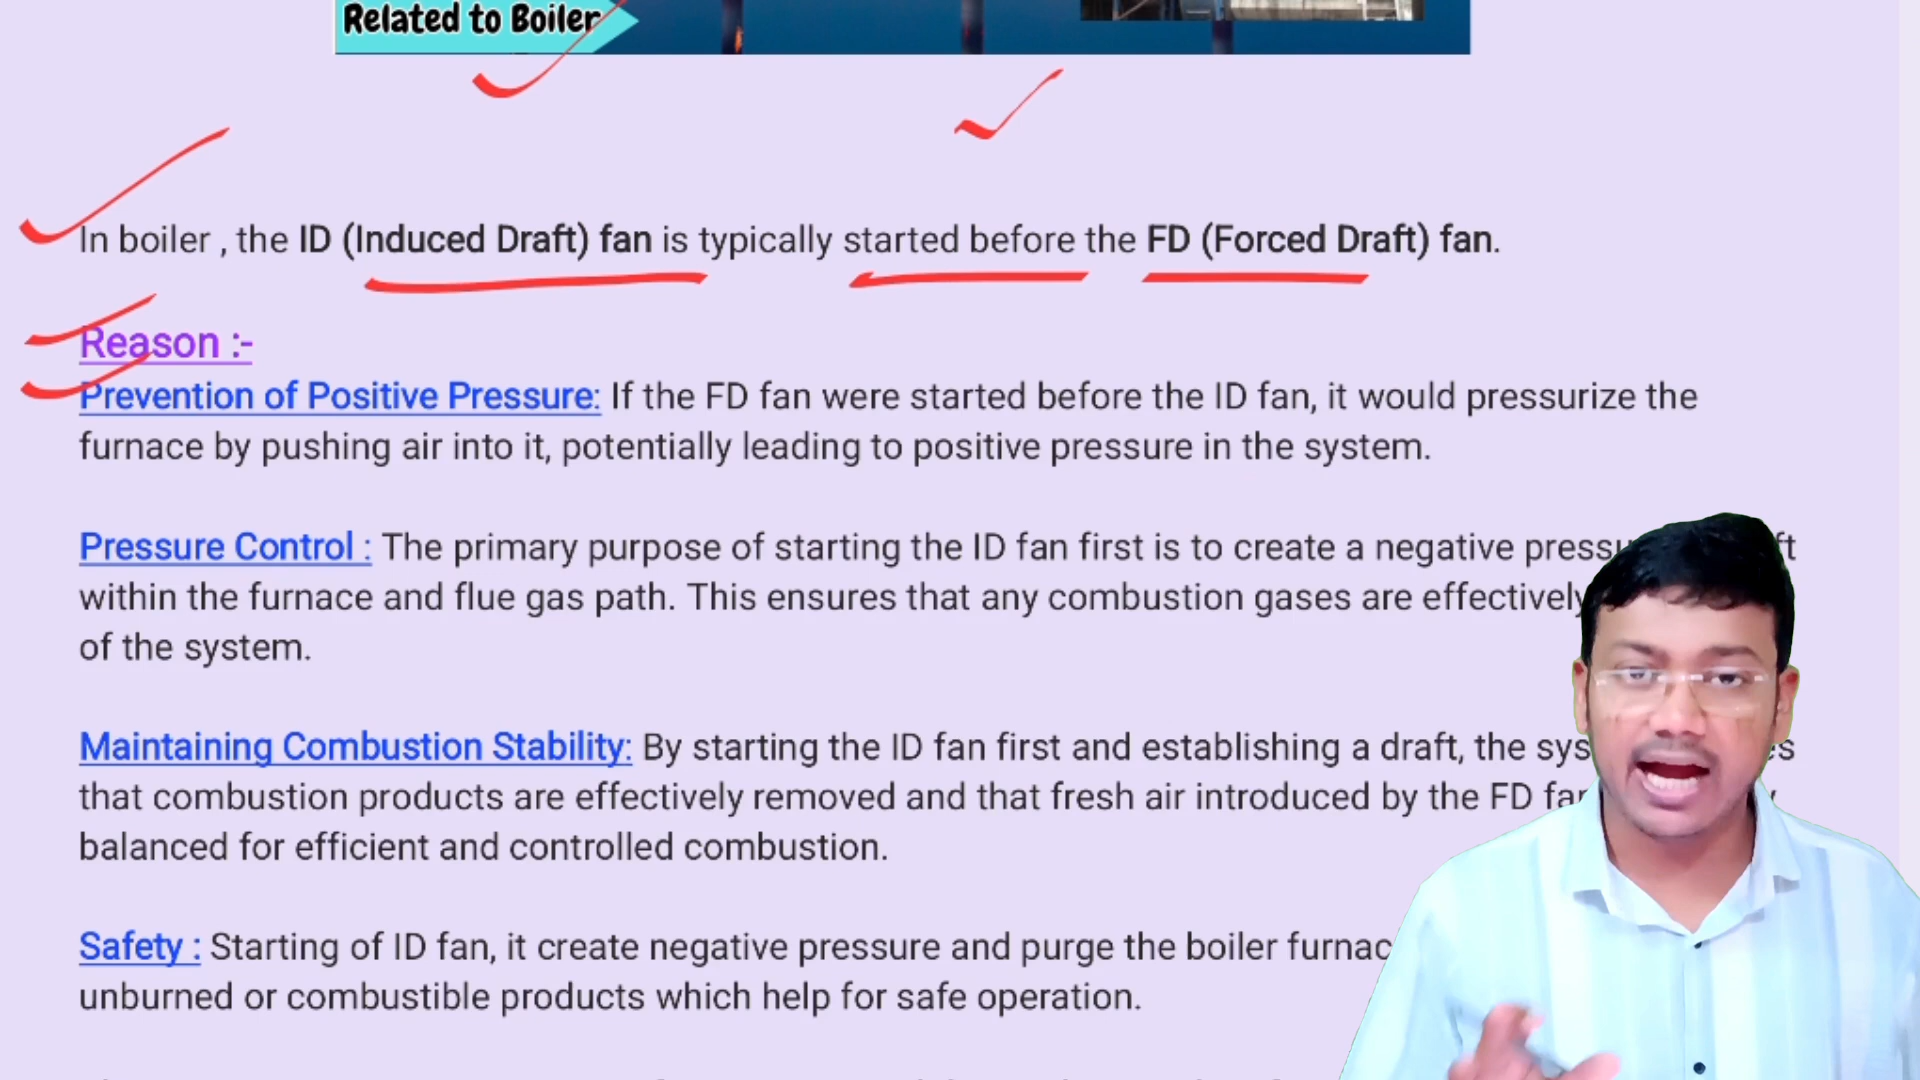 Related to Boiler
In boiler , the ID (Induced Draft) fan is typically started before the FD (Forced Draft) fan.
Reason :-
Prevention of Positive Pressure: If the FD fan were started before the ID fan, it would pressurize the
furnace by pushing air into it, potentially leading to positive pressure in the system.
Pressure Control : The primary purpose of starting the ID fan first is to create a negative
within the furnace and flue gas path. This ensures that any combustion gases are effectively
of the system.
Maintaining Combustion Stability: By starting the ID fan first and establishing a draft, the
that combustion products are effectively removed and that fresh air introduced by the FD
balanced for efficient and controlled combustion.
Safety : Starting of ID fan, it create negative pressure and purge the boiler
unburned or combustible products which help for safe operation.